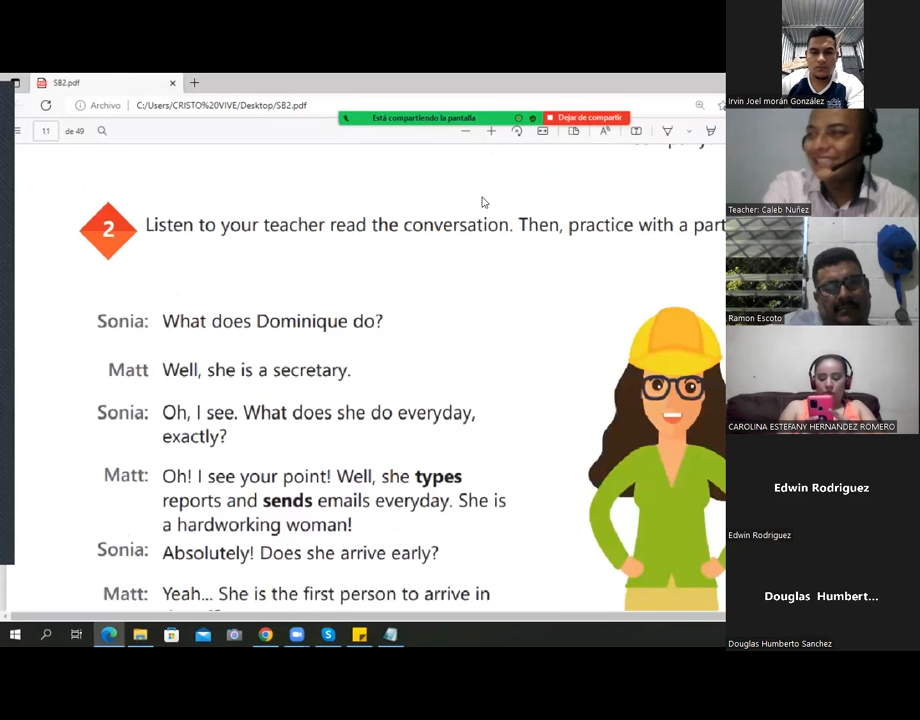 SB2.pdf
Archivo
C:/Users/CRISTO%20VIVE/Desktop/SB2.pdf
Está compartiendo la pantalla
Dejar de compartir
11
de 49
2
Listen to your teacher read the conversation. Then, practice with a part
Sonia: What does Dominique do?
Matt Well, she is a secretary.
Sonia: Oh, I see. What does she do everyday,
exactly?
Matt: Oh! I see your point! Well, she types
reports and sends emails everyday. She is
a hardworking woman!
Sonia: Absolutely! Does she arrive early?
Matt: Yeah... She is the first person to arrive in
Irvin Joel morán González
Teacher: Caleb Nuñez
Ramon Escoto
CAROLINA ESTEFANY HERNANDEZ ROMERO
Edwin Rodriguez
Edwin Rodriguez
Douglas Humbert...
Douglas Humberto Sanchez